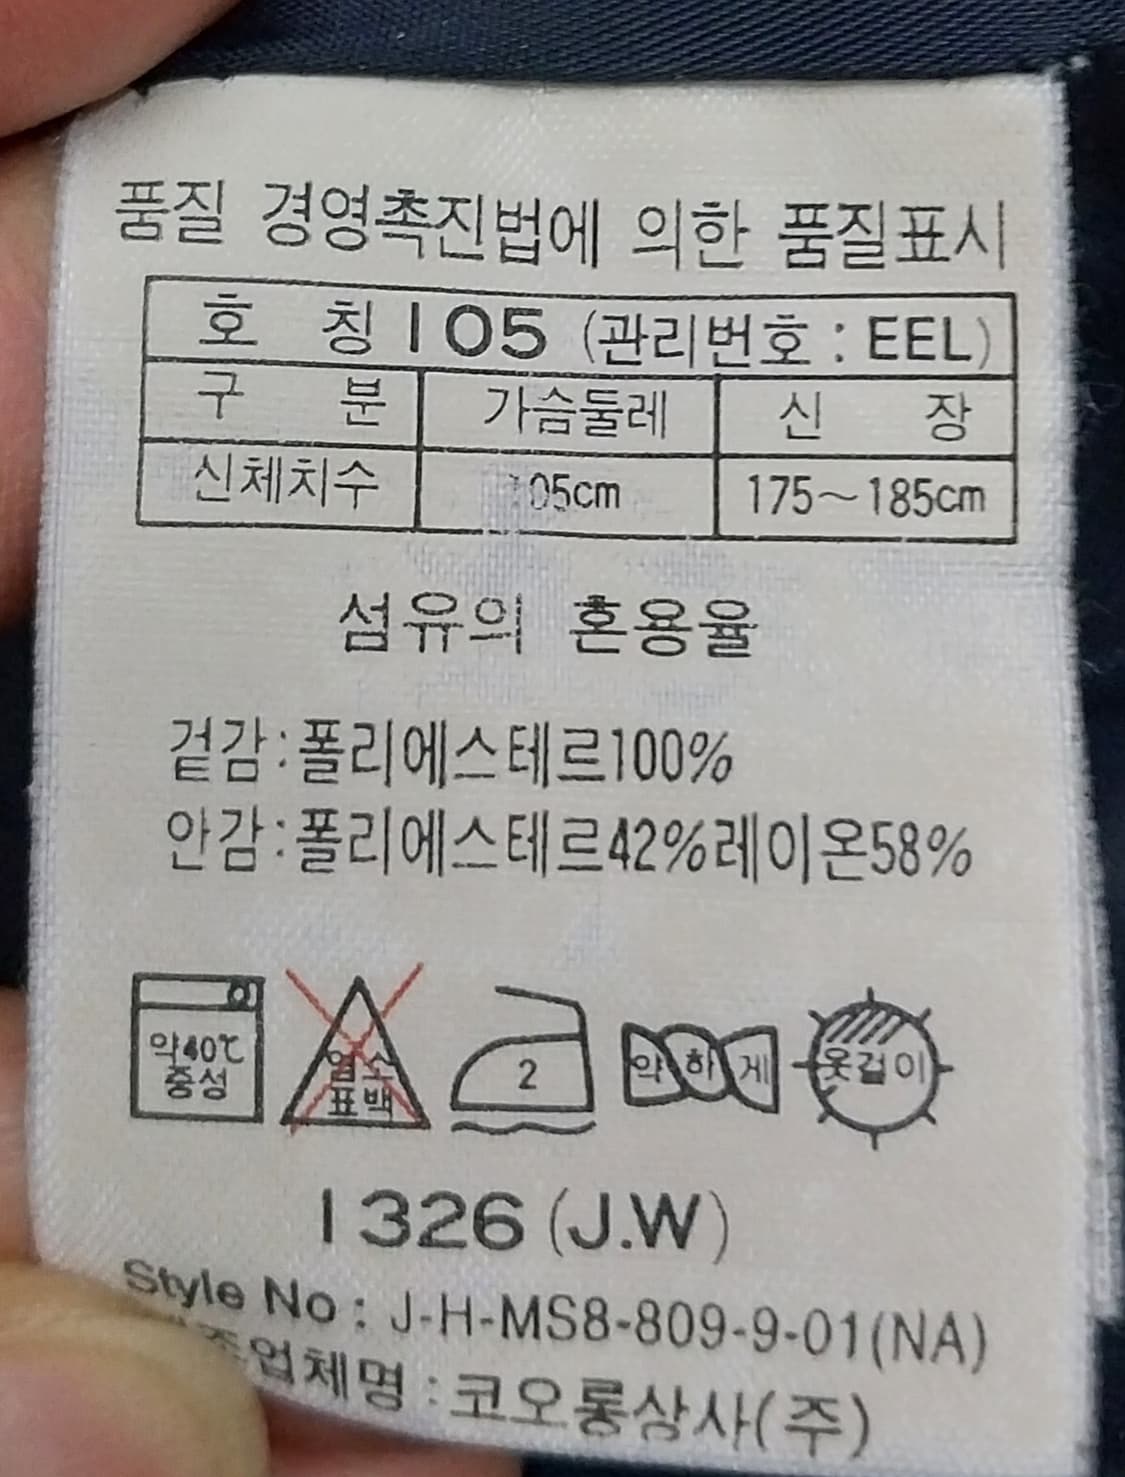 품질 경영촉진법에 의한 품질표시
호 칭 105 (관리번호 : EEL)
구 분 가슴둘레 신 장
신체치수 105cm 175~185cm
섬유의 혼용율
겉감:폴리에스테르100%
안감:폴리에스테르42%레이온58%
약40℃
중성
염소
표백
2
약하게
옷걸이
1326(J.W)
Style No: J-H-MS8-809-9-01(NA)
제조업체명:코오롱상사(주)